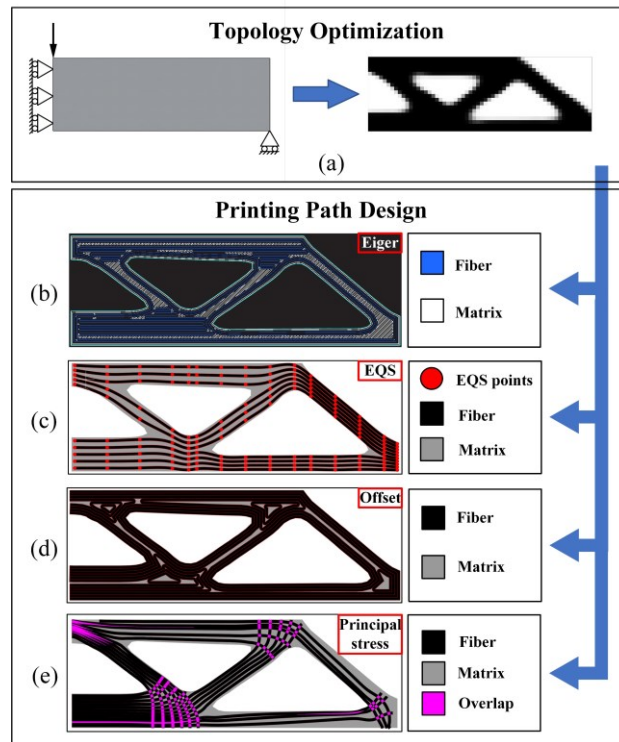 Topology Optimization
(a)
Printing Path Design
(b)
Eiger
Fiber
Matrix
(c)
EQS
EQS points
Fiber
Matrix
(d)
Offset
Fiber
Matrix
(e)
Principal
stress
Fiber
Matrix
Overlap